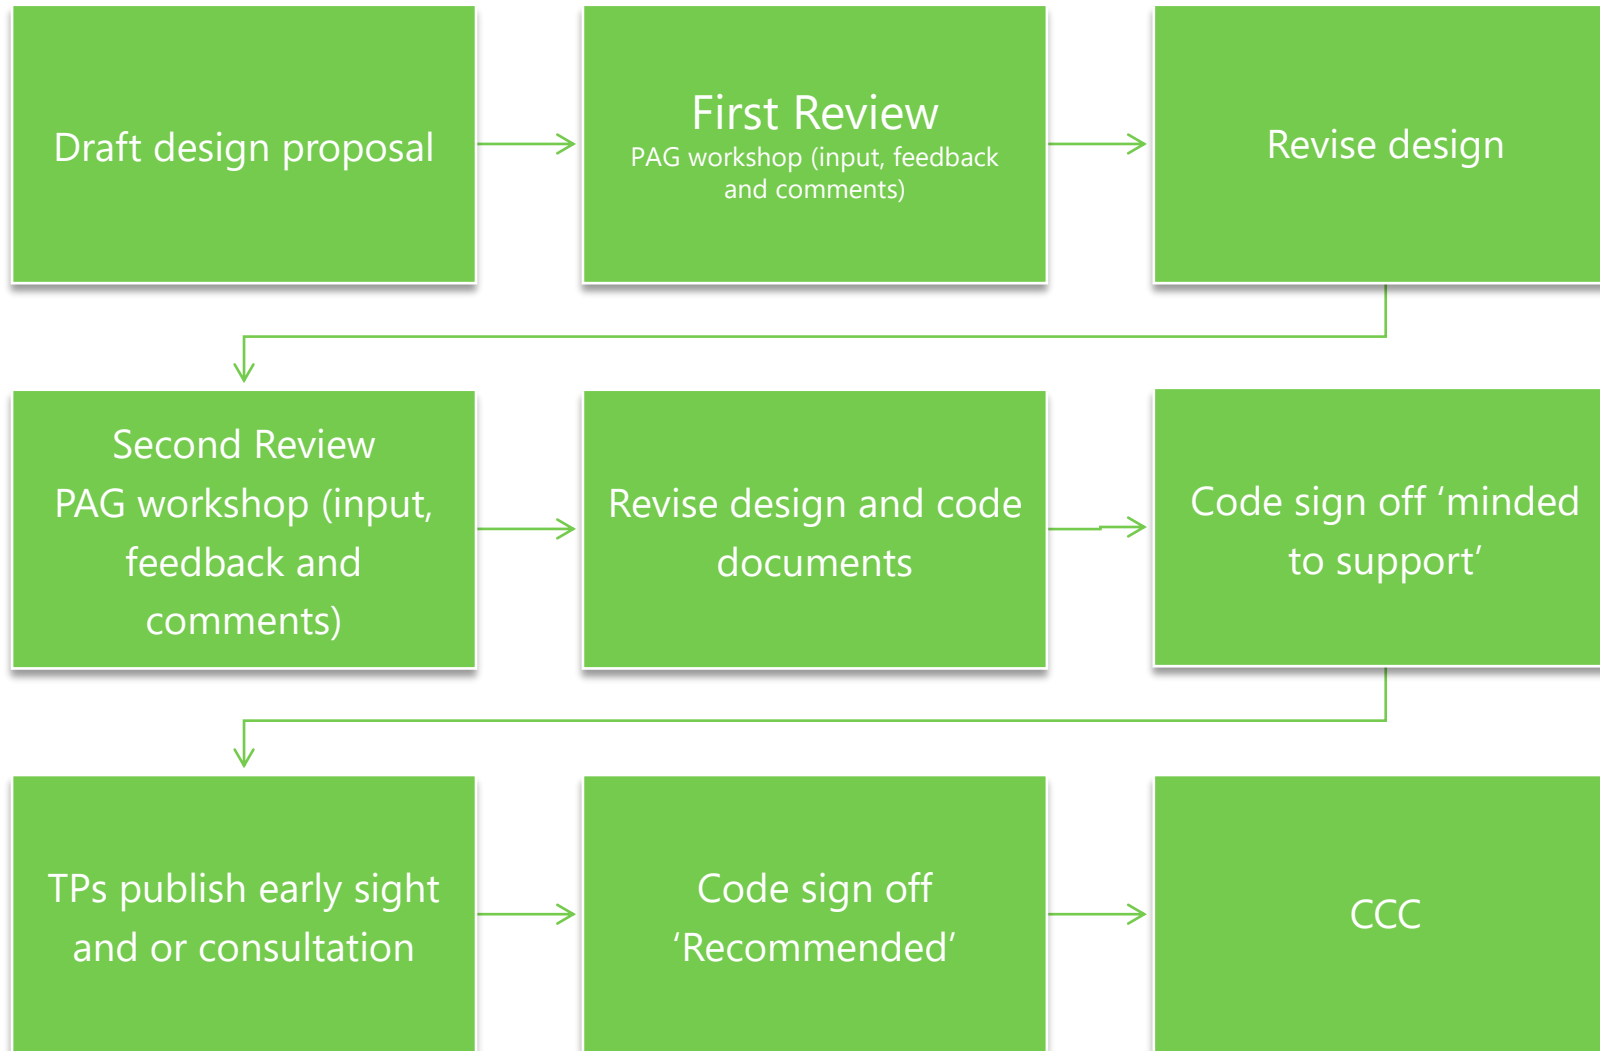 Draft design proposal
First Review
PAG workshop (input, feedback
and comments)
Revise design
Second Review
PAG workshop (input,
feedback and
comments)
Revise design and code
documents
Code sign off ‘minded
to support’
TPs publish early sight
and or consultation
Code sign off
‘Recommended’
CCC